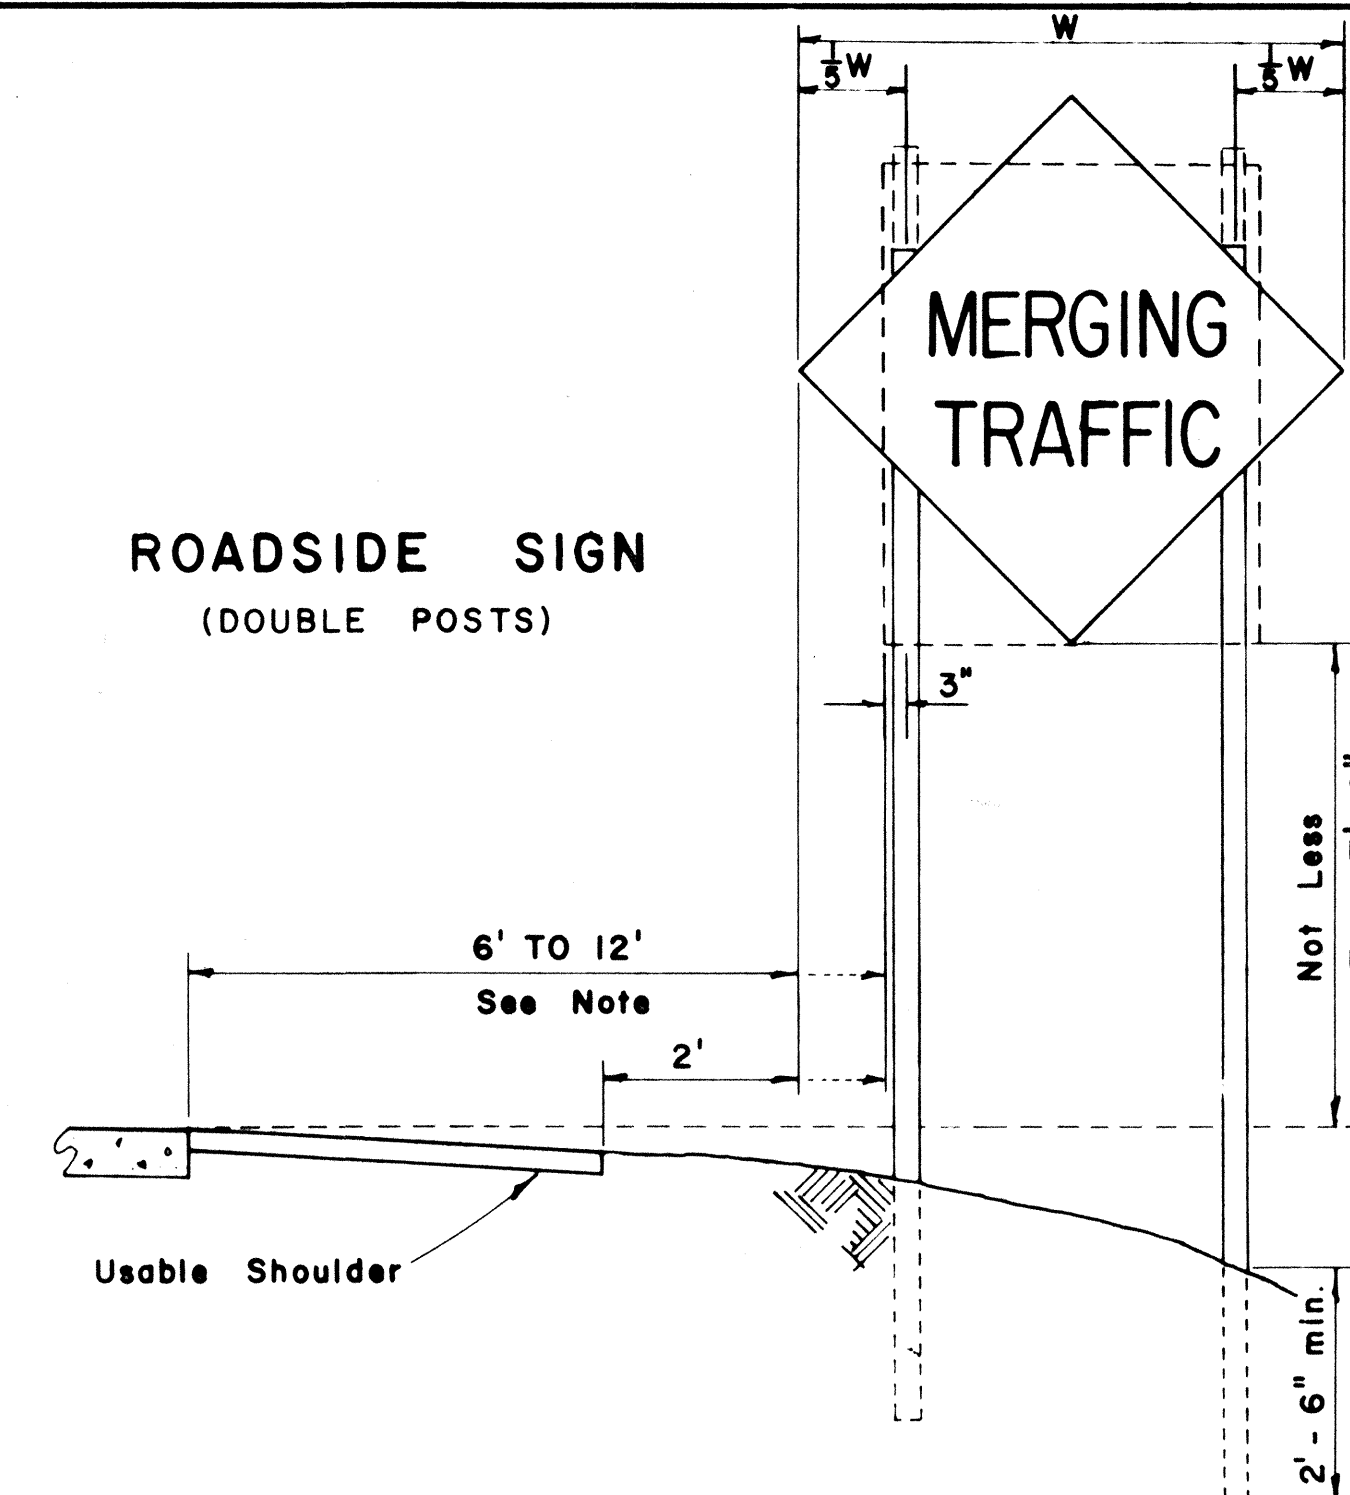 W
1/5 W
1/5 W
MERGING
TRAFFIC
ROADSIDE SIGN
(DOUBLE POSTS)
3"
Not Less
6' TO 12'
See Note
2'
Usable Shoulder
2'-6" min.